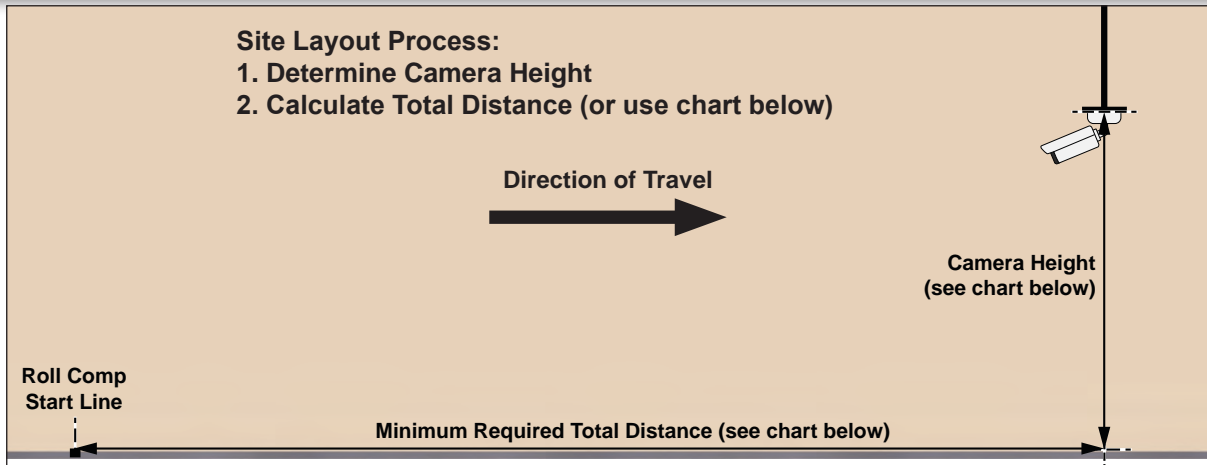 Site Layout Process:
1. Determine Camera Height
2. Calculate Total Distance (or use chart below)
Direction of Travel
Camera Height
(see chart below)
Roll Comp
Start Line
Minimum Required Total Distance (see chart below)